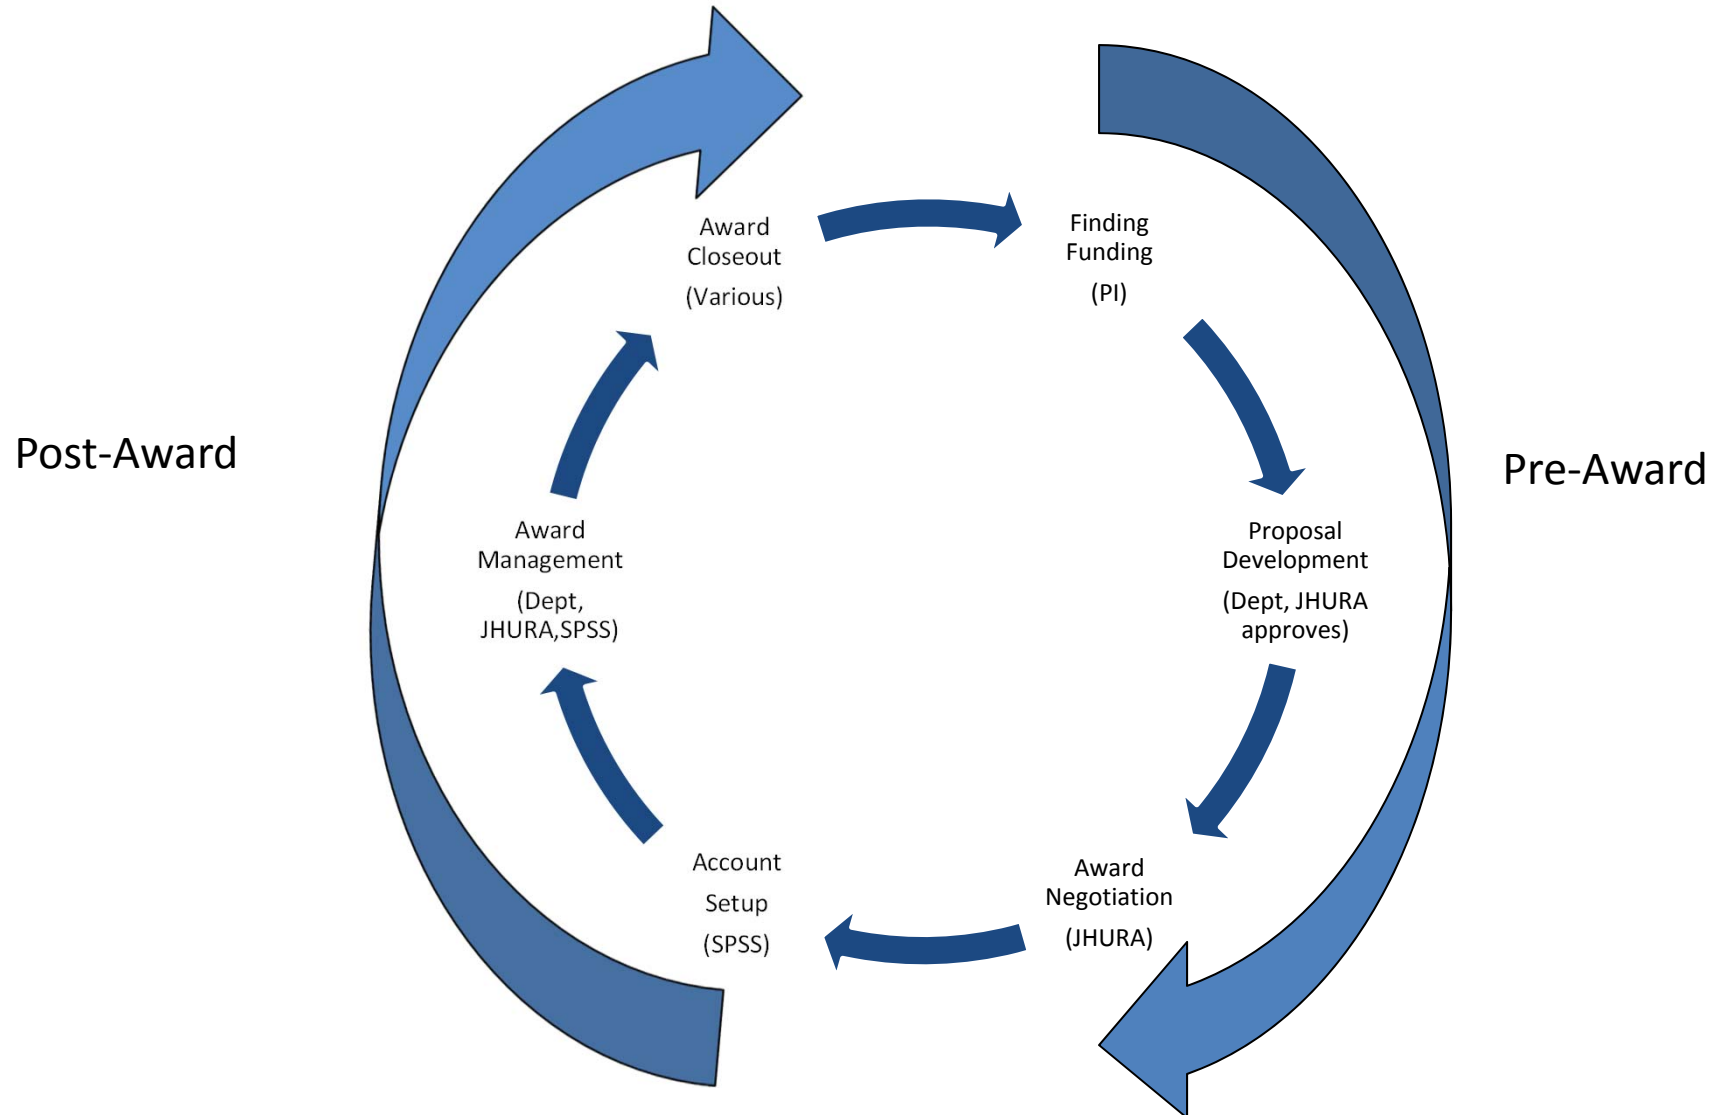 Award
Closeout
(Various)
Finding
Funding
(PI)
Post-Award
Pre-Award
Award
Management
(Dept,
JHURA,SPSS)
Proposal
Development
(Dept, JHURA
approves)
Account
Setup
(SPSS)
Award
Negotiation
(JHURA)